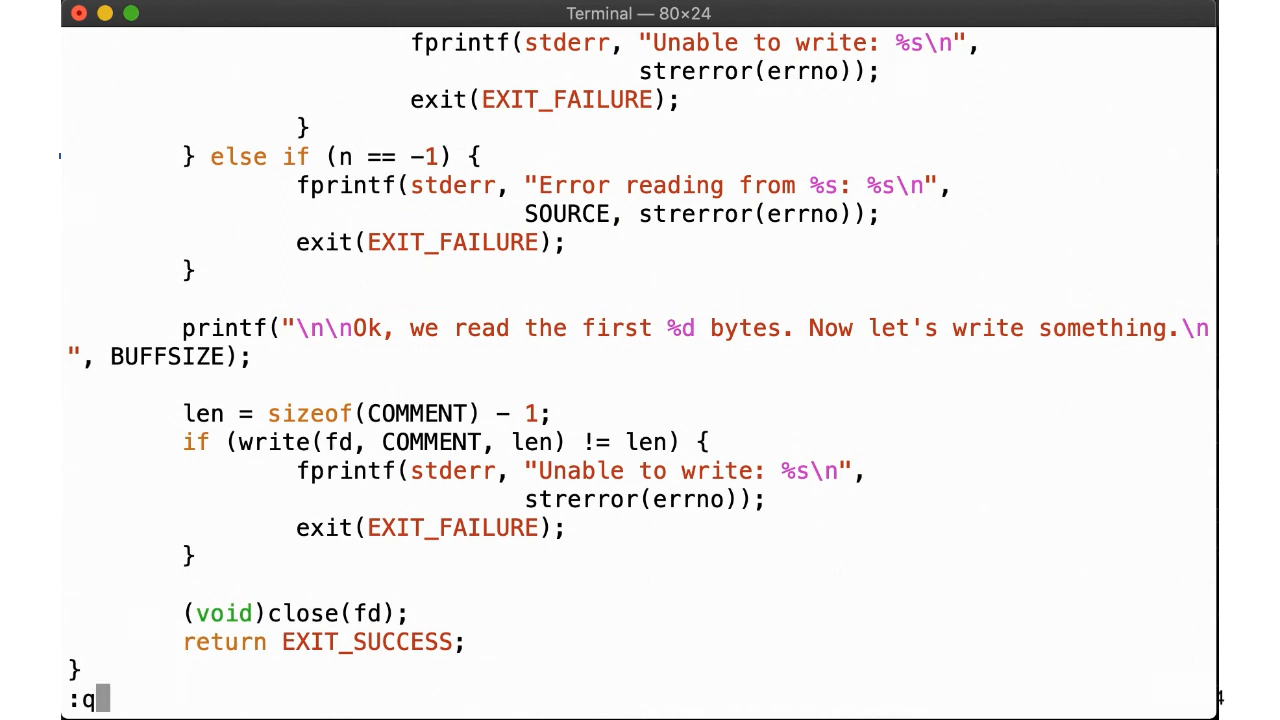 Terminal — 80×24
fprintf(stderr, "Unable to write: %s\n",
strerror(errno));
exit(EXIT_FAILURE);
}
} else if (n == -1) {
fprintf(stderr, "Error reading from %s: %s\n",
SOURCE, strerror(errno));
exit(EXIT_FAILURE);
}
printf("\n\nOk, we read the first %d bytes. Now let's write something.\n
", BUFFSIZE);
len = sizeof(COMMENT) - 1;
if (write(fd, COMMENT, len) != len) {
fprintf(stderr, "Unable to write: %s\n",
strerror(errno));
exit(EXIT_FAILURE);
}
(void)close(fd);
return EXIT_SUCCESS;
}
:q